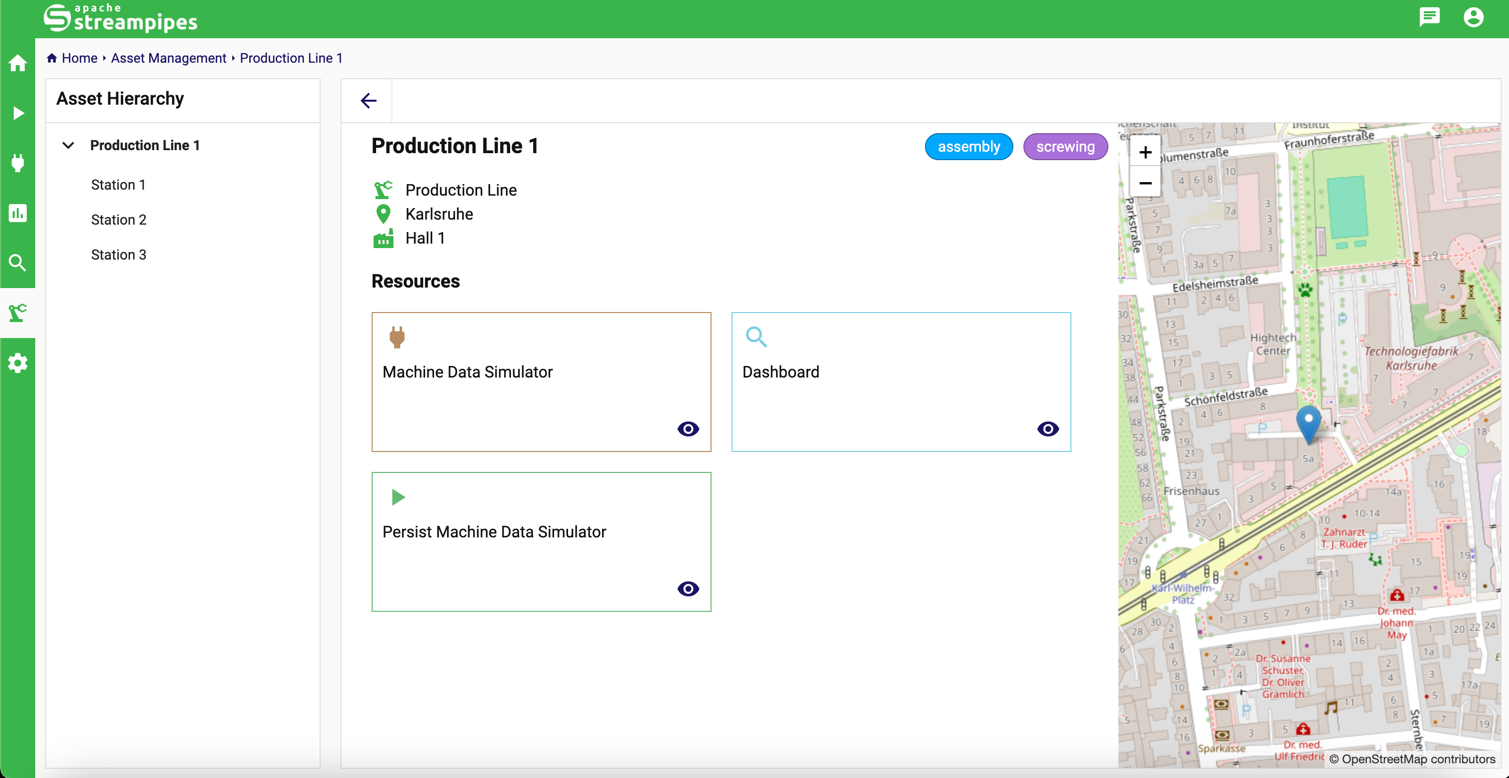 apache
streampipes
Home
Asset Management
Production Line 1
Asset Hierarchy
Production Line 1
Station 1
Station 2
Station 3
Production Line 1
assembly
screwing
Production Line
Karlsruhe
Hall 1
Resources
Machine Data Simulator
Dashboard
Persist Machine Data Simulator
+
−
Institut
Fraunhoferstraße
Parkstraße
Edelsheimstraße
Hightech
Center
Technologiefabrik
Karlsruhe
Schönfeldstraße
Parkstraße
5a
Frisenhaus
10-14
Zahnarzt
T. J. Ruder
Karl-Wilhelm-
Platz
Dr. med.
Johann
May
Dr. Susanne
Schuster,
Dr. Oliver
Gramlich
Sparkasse
Dr. med.
Ulf Friedric
© OpenStreetMap contributors